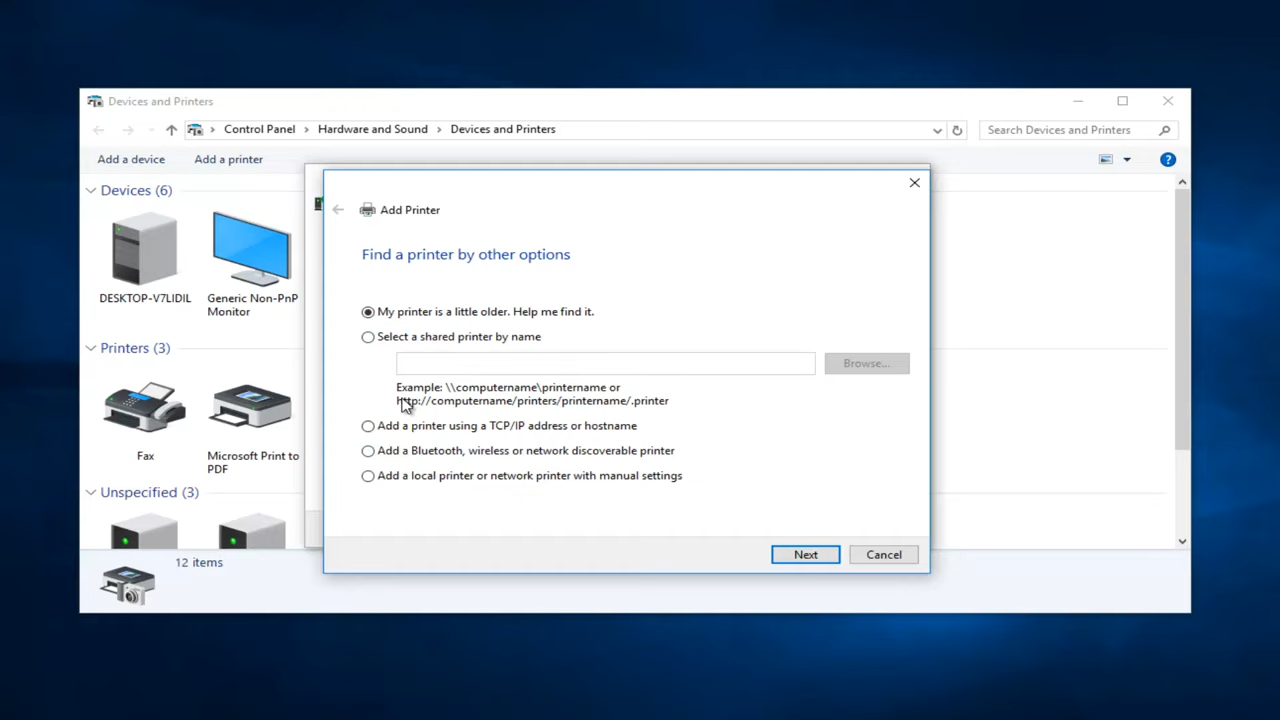 Devices and Printers
Control Panel > Hardware and Sound > Devices and Printers
Search Devices and Printers
Add a device
Add a printer
?
Devices (6)
DESKTOP-V7LIDIL
Generic Non-PnP
Monitor
Printers (3)
Fax
Microsoft Print to
PDF
Unspecified (3)
12 items
Add Printer
Find a printer by other options
My printer is a little older. Help me find it.
Select a shared printer by name
Browse...
Example: \\computername\printername or
http://computername/printers/printername/.printer
Add a printer using a TCP/IP address or hostname
Add a Bluetooth, wireless or network discoverable printer
Add a local printer or network printer with manual settings
Next
Cancel